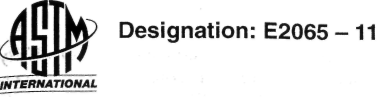 ASTM
INTERNATIONAL
Designation: E2065 – 11